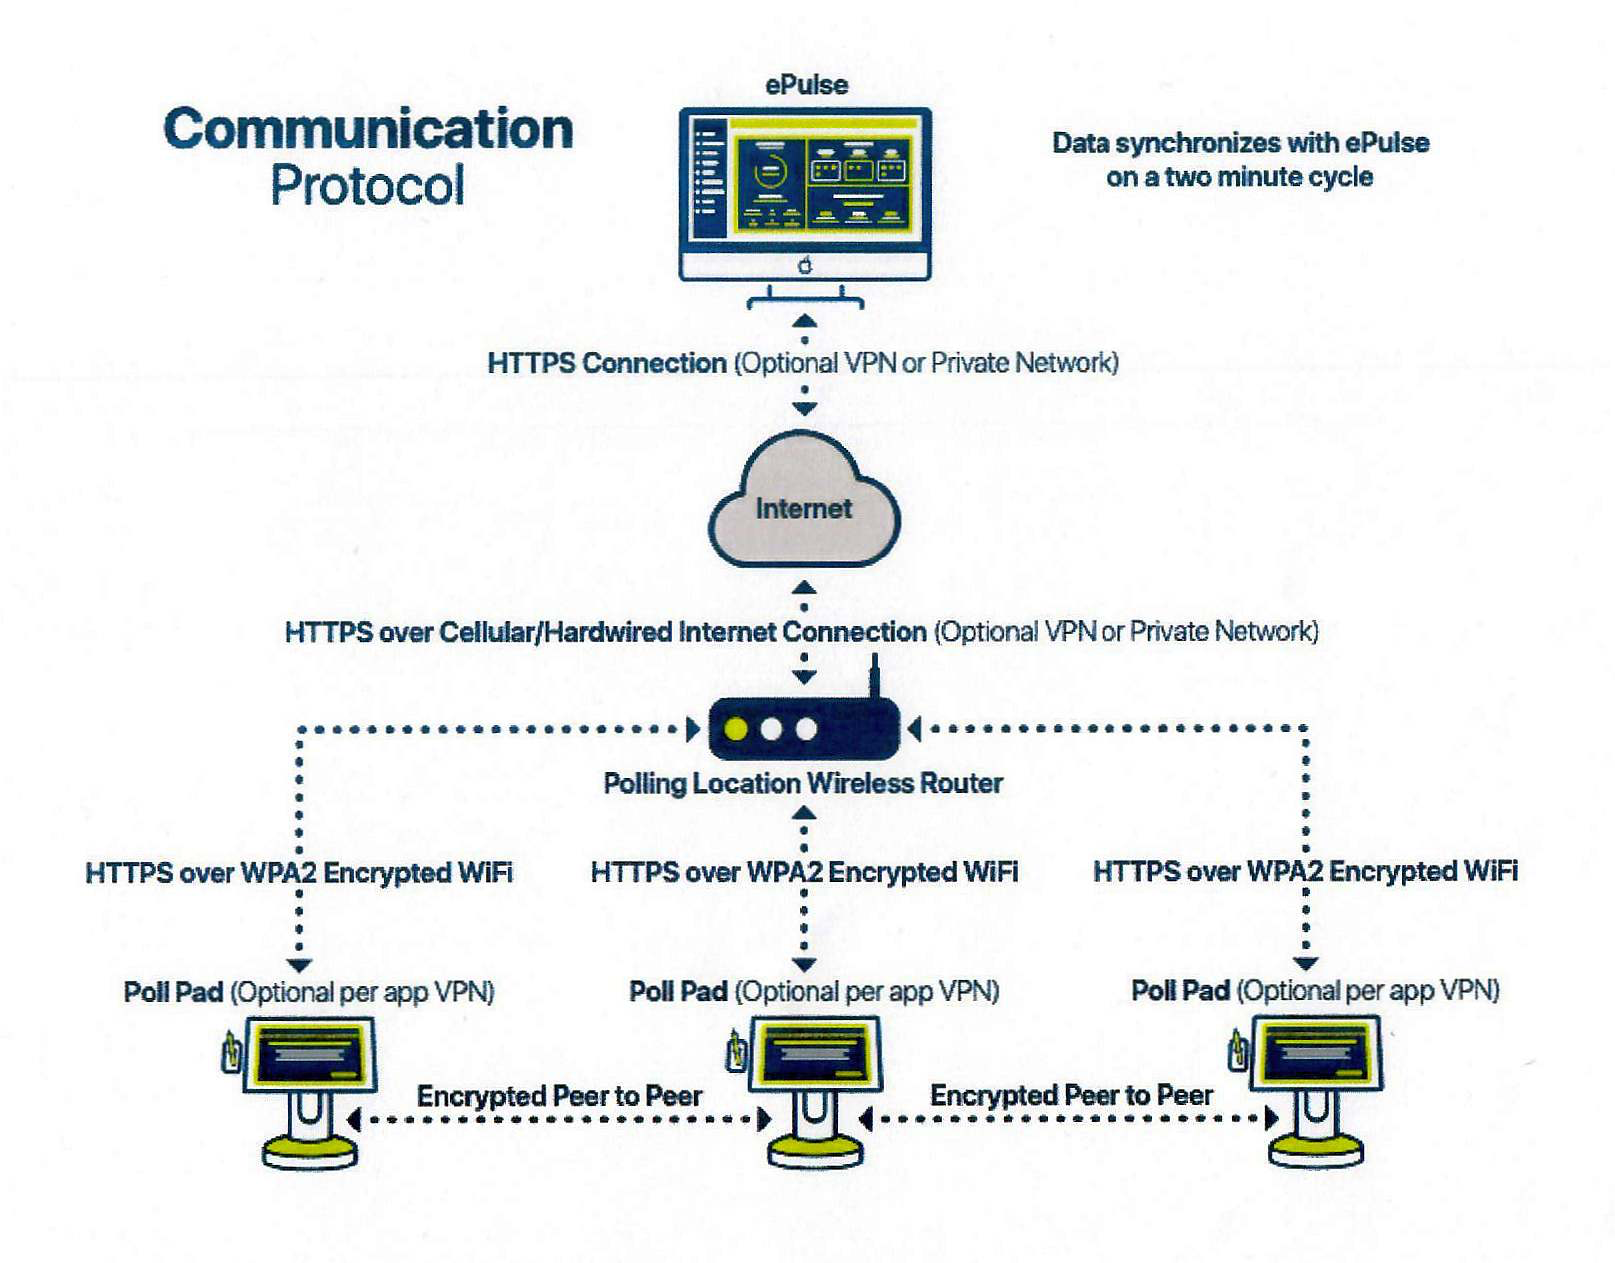 ePulse
Communication
Protocol
Data synchronizes with ePulse
on a two minute cycle
HTTPS Connection (Optional VPN or Private Network)
Internet
HTTPS over Cellular/Hardwired Internet Connection (Optional VPN or Private Network)
Polling Location Wireless Router
HTTPS over WPA2 Encrypted WiFi
HTTPS over WPA2 Encrypted WiFi
HTTPS over WPA2 Encrypted WiFi
Poll Pad (Optional per app VPN)
Poll Pad (Optional per app VPN)
Poll Pad (Optional per app VPN)
Encrypted Peer to Peer
Encrypted Peer to Peer